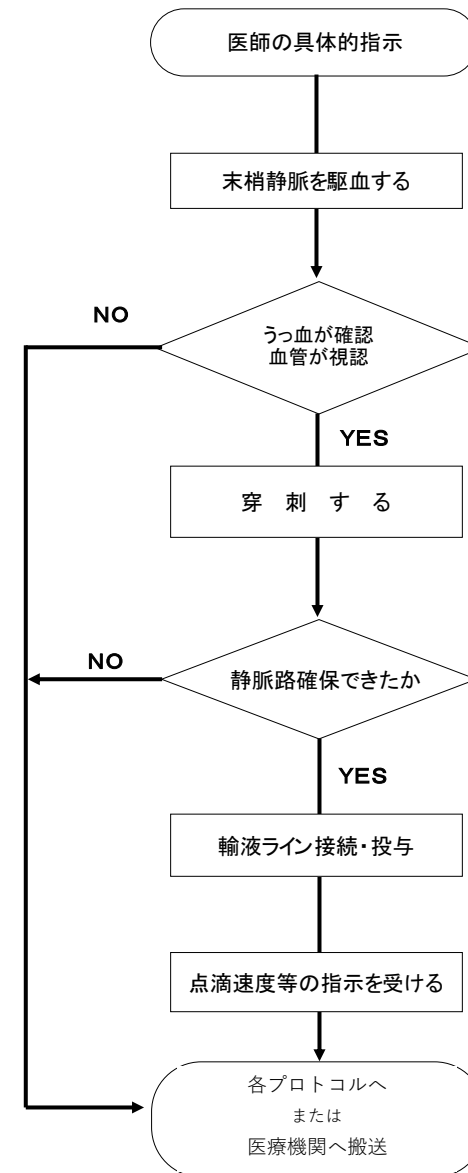 医師の具体的指示
末梢静脈を駆血する
NO
うっ血が確認
血管が視認
YES
穿　刺　す　る
NO
静脈路確保できたか
YES
輸液ライン接続・投与
点滴速度等の指示を受ける
各プロトコルへ
または
医療機関へ搬送